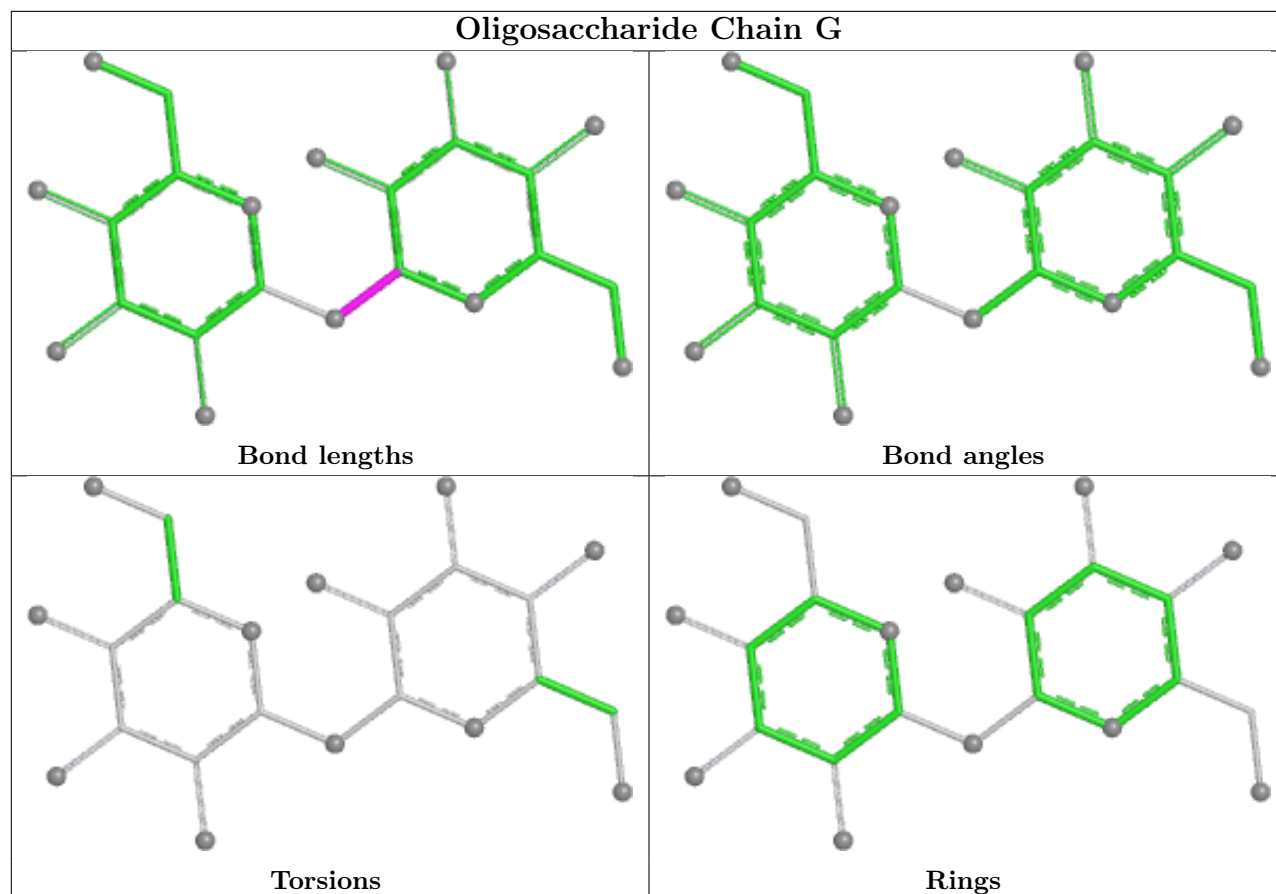 Oligosaccharide Chain G
Bond lengths
Bond angles
Torsions
Rings